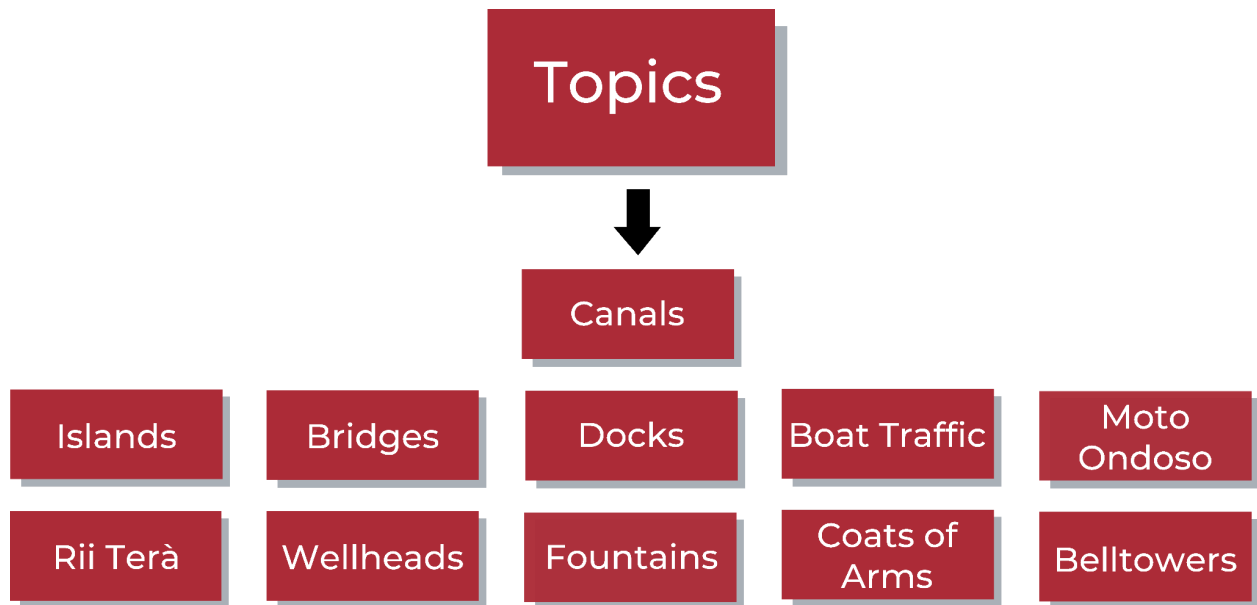 Topics
Canals
Islands
Bridges
Docks
Boat Traffic
Moto
Ondoso
Rii Terà
Wellheads
Fountains
Coats of
Arms
Belltowers